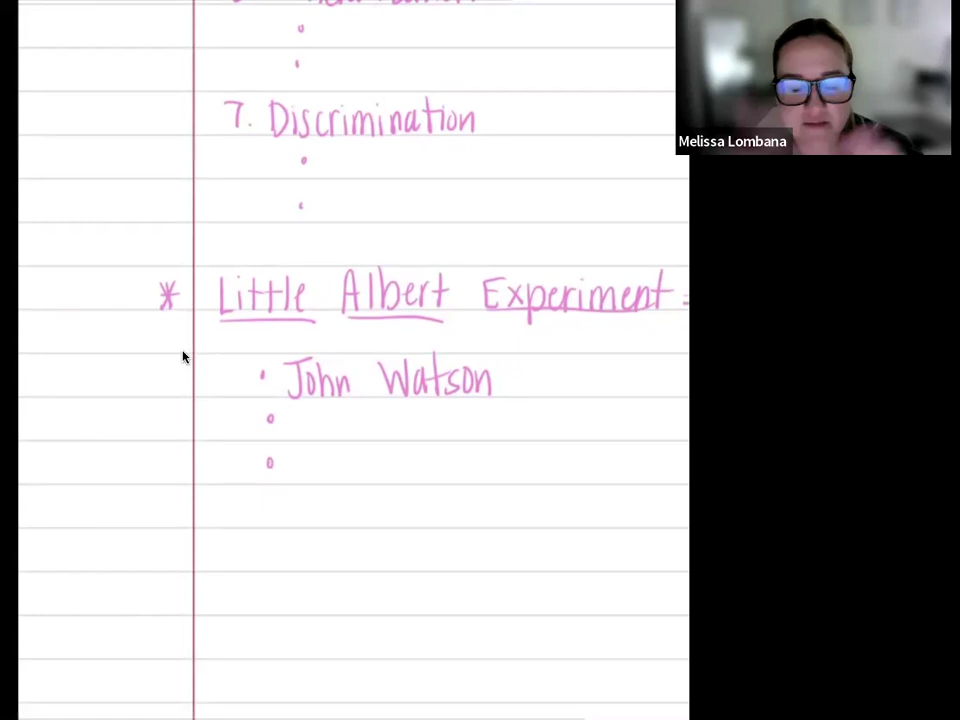 7. Discrimination
Melissa Lombana
* Little Albert Experiment =
• John Watson